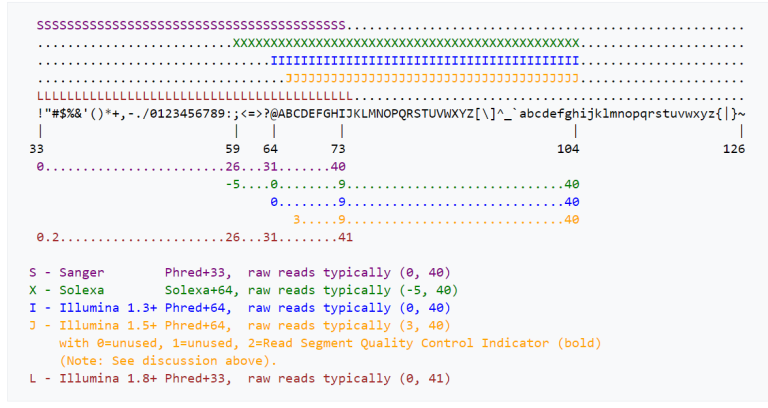 SSSSSSSSSSSSSSSSSSSSSSSSSSSSSSSSSSSSSSSSS.....................................................
..........................XXXXXXXXXXXXXXXXXXXXXXXXXXXXXXXXXXXXXXXXXXXXXX......................
...............................IIIIIIIIIIIIIIIIIIIIIIIIIIIIIIIIIIIIIIIII......................
.................................JJJJJJJJJJJJJJJJJJJJJJJJJJJJJJJJJJJJJJJ......................
LLLLLLLLLLLLLLLLLLLLLLLLLLLLLLLLLLLLLLLLLL....................................................
!"#$%&'()*+,-./0123456789:;<=>?@ABCDEFGHIJKLMNOPQRSTUVWXYZ[\]^_`abcdefghijklmnopqrstuvwxyz{|}~
| | | | | |
33 59 64 73 104 126
0........................26...31.......40
-5....0........9.............................40
0........9.............................40
3.....9.............................40
0.2......................26...31........41
S - Sanger Phred+33, raw reads typically (0, 40)
X - Solexa Solexa+64, raw reads typically (-5, 40)
I - Illumina 1.3+ Phred+64, raw reads typically (0, 40)
J - Illumina 1.5+ Phred+64, raw reads typically (3, 40)
with 0=unused, 1=unused, 2=Read Segment Quality Control Indicator (bold)
(Note: See discussion above).
L - Illumina 1.8+ Phred+33, raw reads typically (0, 41)